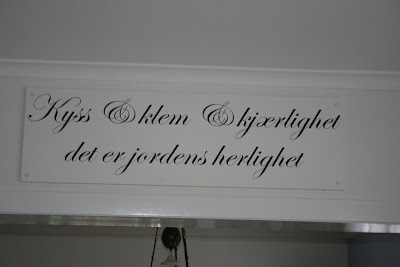 Kyss & klem & kjærlighet
det er jordens herlighet